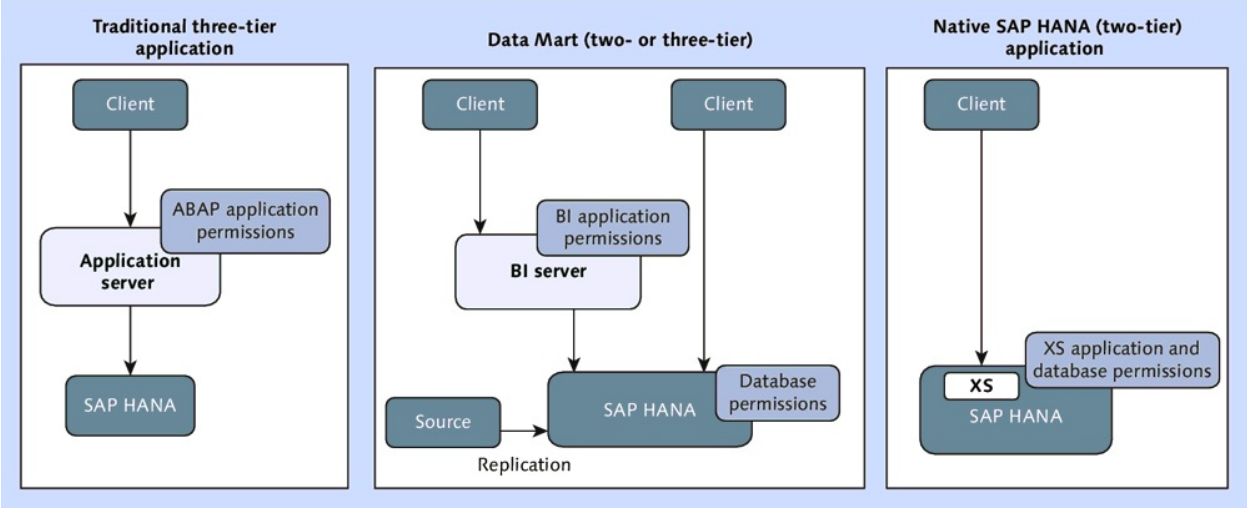 Traditional three-tier
application
Client
ABAP application
permissions
Application
server
SAP HANA
Data Mart (two- or three-tier)
Client
Client
BI application
permissions
BI server
Database
permissions
SAP HANA
Source
Replication
Native SAP HANA (two-tier)
application
Client
XS application and
database permissions
XS
SAP HANA